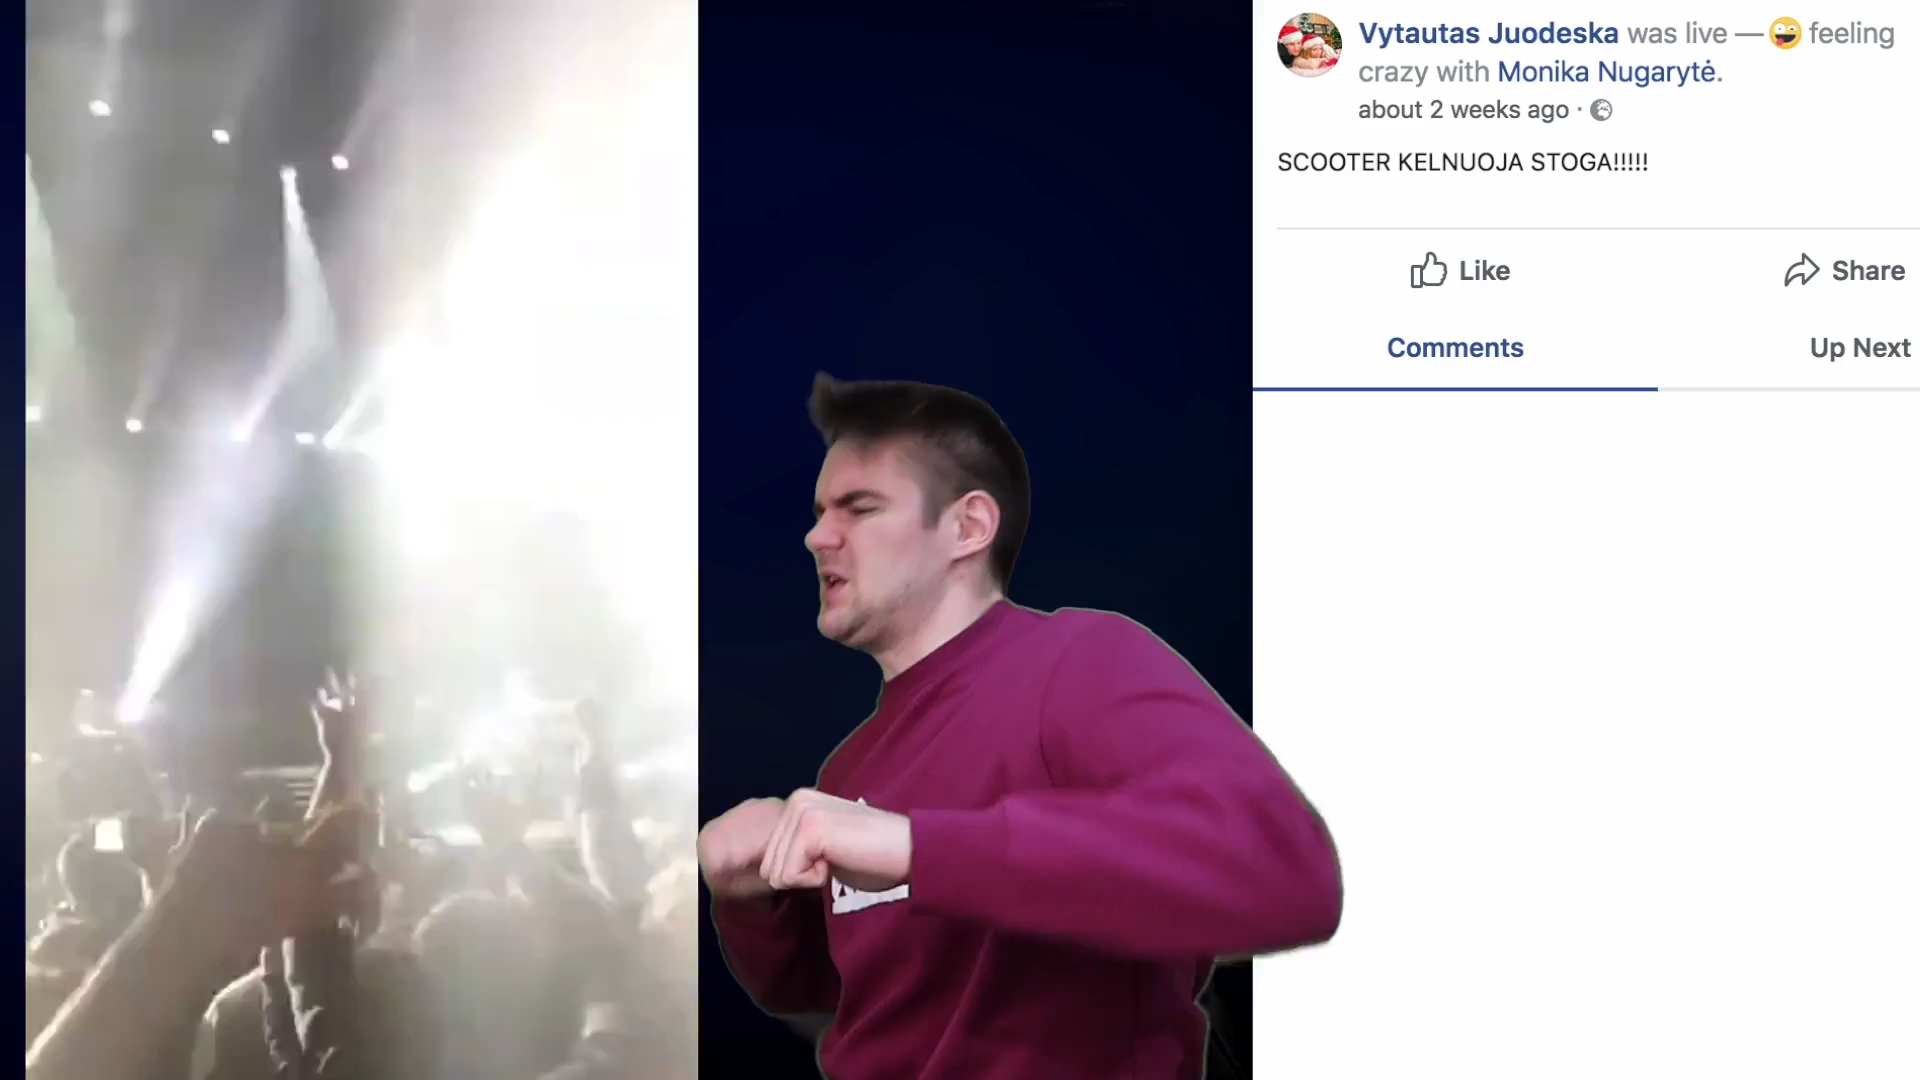 Vytautas Juodeska was live — 🤪 feeling
crazy with Monika Nugarytė.
about 2 weeks ago ·
SCOOTER KELNUOJA STOGA!!!!!
Like
Share
Comments
Up Next